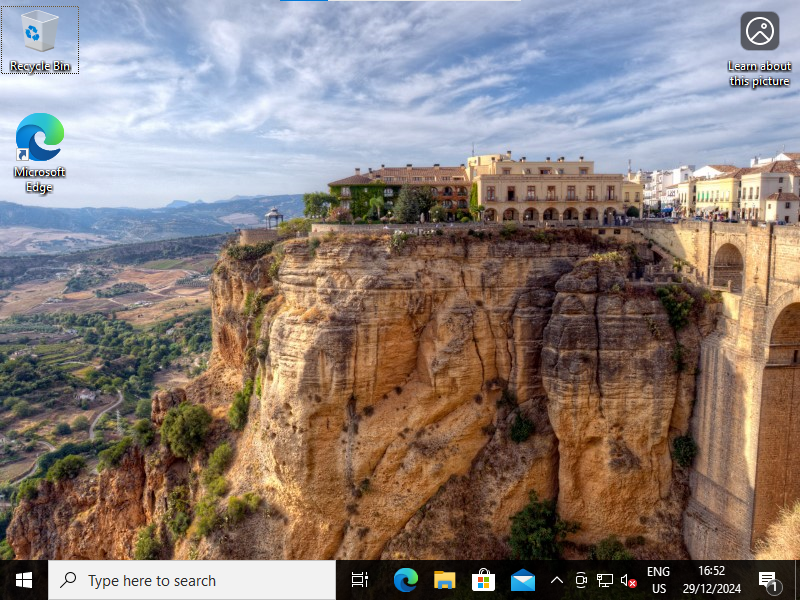 Recycle Bin
Learn about
this picture
Microsoft
Edge
Type here to search
ENG
US
16:52
29/12/2024
1